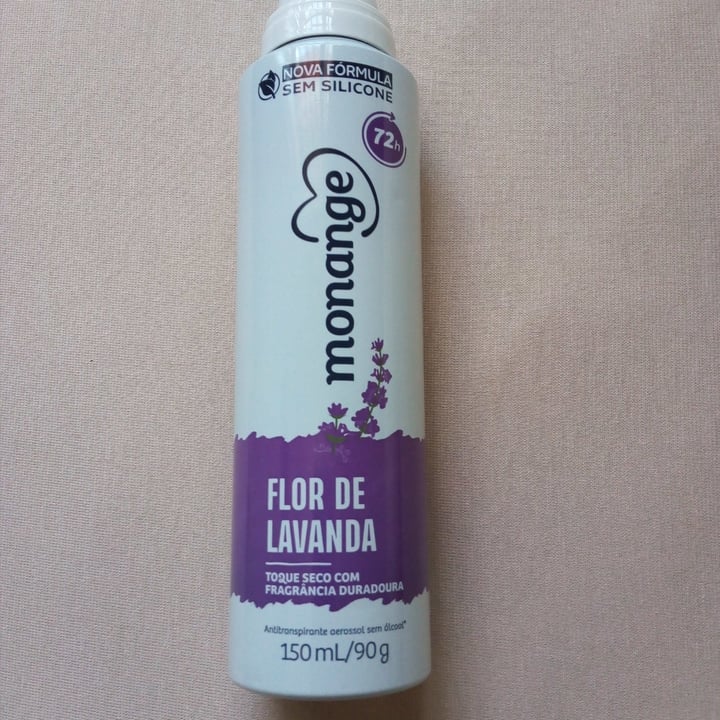 NOVA FÓRMULA
SEM SILICONE
72h
monange
FLOR DE
LAVANDA
TOQUE SECO COM
FRAGRÂNCIA DURADOURA
Antitranspirante aerossol sem álcool*
150 mL/90 g